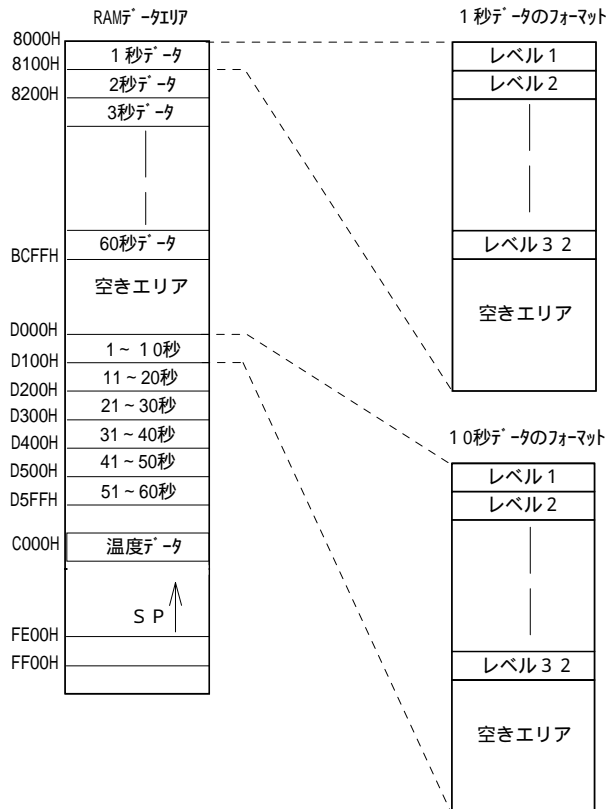 RAMデータエリア
8000H
1秒データ
8100H
2秒データ
8200H
3秒データ
60秒データ
BCFFH
空きエリア
D000H
1~10秒
D100H
11~20秒
D200H
21~30秒
D300H
31~40秒
D400H
41~50秒
D500H
51~60秒
D5FFH
C000H
温度データ
SP
FE00H
FF00H
1秒データのフォーマット
レベル1
レベル2
レベル32
空きエリア
10秒データのフォーマット
レベル1
レベル2
レベル32
空きエリア